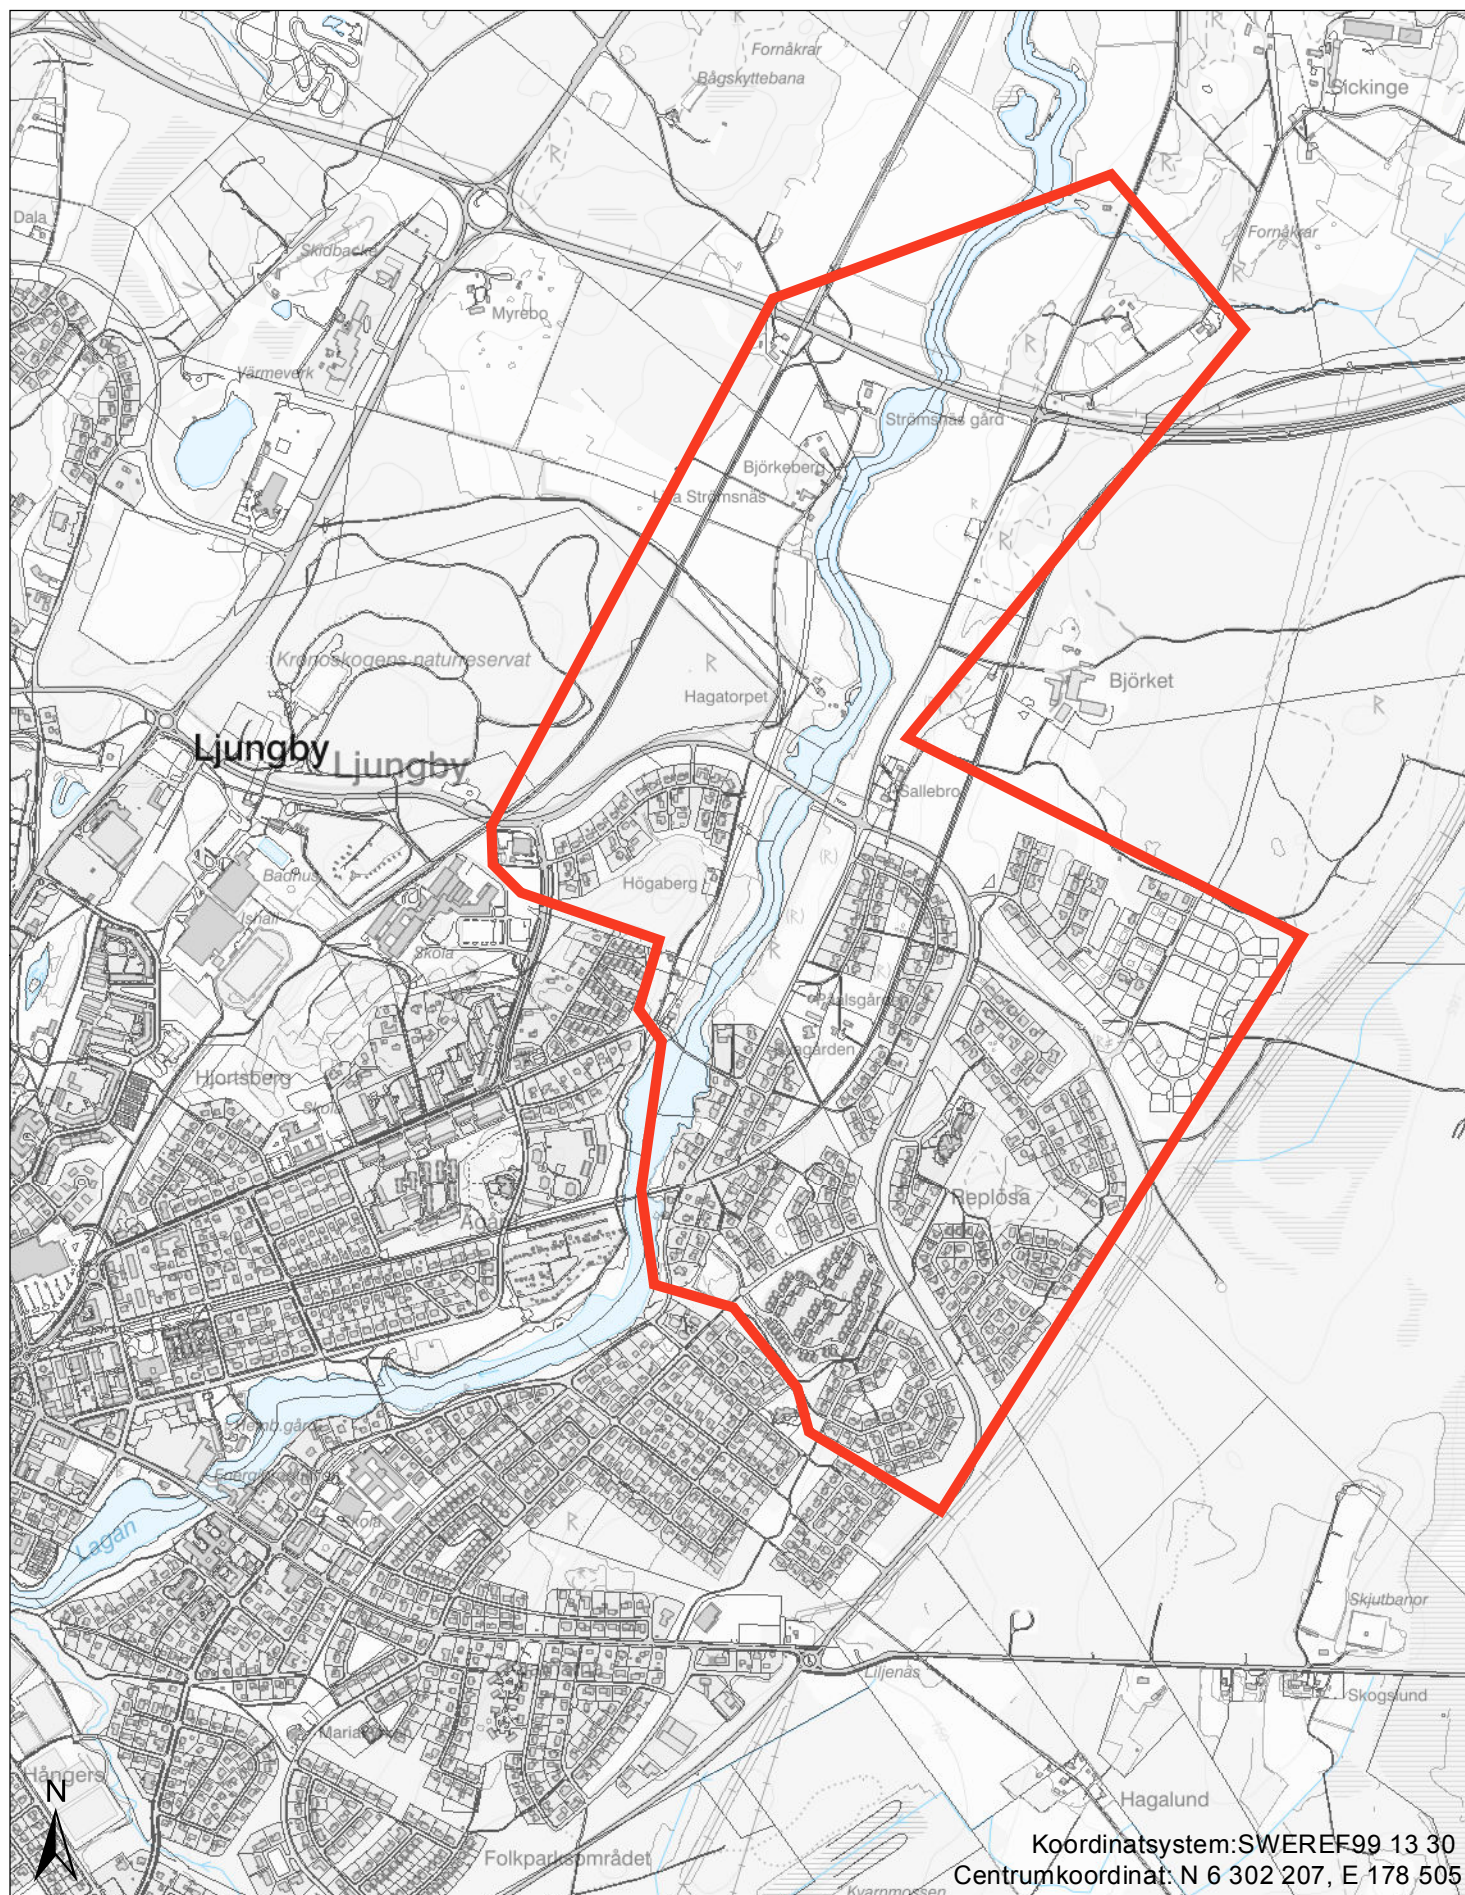 Fornåkrar
Bågskyttebana
Sickinge
Dala
Skidbacke
Fornåkrar
Myrebo
Värmeverk
Strömsnäs gård
Björkeberg
Strömsnäs
Kronoskogens naturreservat
Björket
Hagatorpet
Ljungby
Ljungby
Sallebro
Badhus
Högaberg
Ishall
Skola
Hjortsberg
Skola
Replösa
Lagan
Skjutbanor
Liljenäs
Skogslund
Hångers
Hagalund
N
Folkparksområdet
Koordinatsystem:SWEREF99 13 30
Centrumkoordinat: N 6 302 207, E 178 505
Kvarnmossen